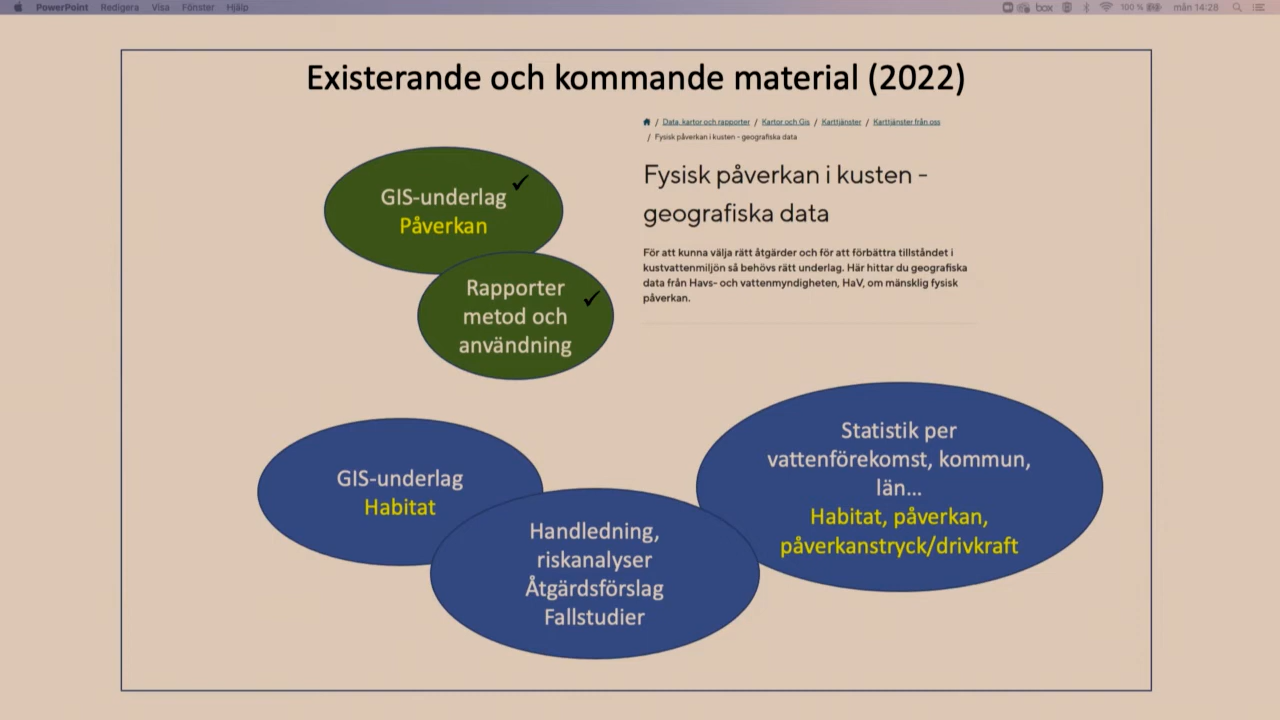 PowerPoint Redigera Visa Fönster Hjälp
box 100 % mån 14:28
Existerande och kommande material (2022)
/ Data, kartor och rapporter / Kartor och Gis / Karttjänster / Karttjänster från oss
/ Fysisk påverkan i kusten - geografiska data
Fysisk påverkan i kusten -
geografiska data
För att kunna välja rätt åtgärder och för att förbättra tillståndet i
kustvattenmiljön så behövs rätt underlag. Här hittar du geografiska
data från Havs- och vattenmyndigheten, HaV, om mänsklig fysisk
påverkan.
GIS-underlag ✓
Påverkan
Rapporter ✓
metod och
användning
GIS-underlag
Habitat
Handledning,
riskanalyser
Åtgärdsförslag
Fallstudier
Statistik per
vattenförekomst, kommun,
län...
Habitat, påverkan,
påverkanstryck/drivkraft